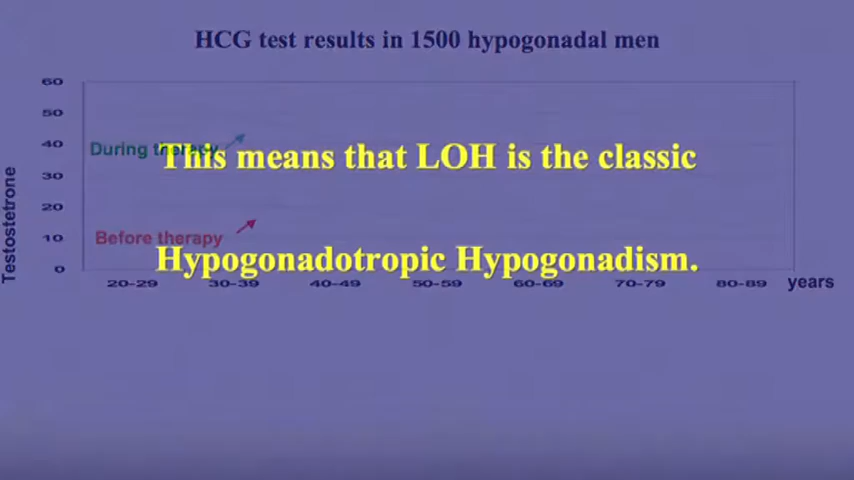 HCG test results in 1500 hypogonadal men
60
50
40
30
20
10
0
Testostetrone
During therapy
This means that LOH is the classic
Before therapy
Hypogonadotropic Hypogonadism.
20-29 30-39 40-49 50-59 60-69 70-79 80-89 years